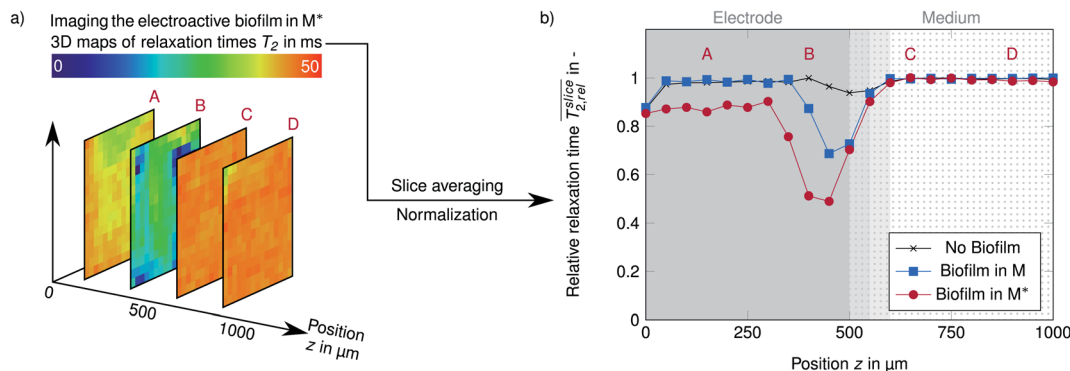 a)
Imaging the electroactive biofilm in M*
3D maps of relaxation times T₂ in ms
0
50
A
B
C
D
0
500
1000
Position
z in µm
Slice averaging
Normalization
b)
Electrode
Medium
A
B
C
D
Relative relaxation time T₂,rel^slice in -
1
0.8
0.6
0.4
0.2
0
No Biofilm
Biofilm in M
Biofilm in M*
0
250
500
750
1000
Position z in µm